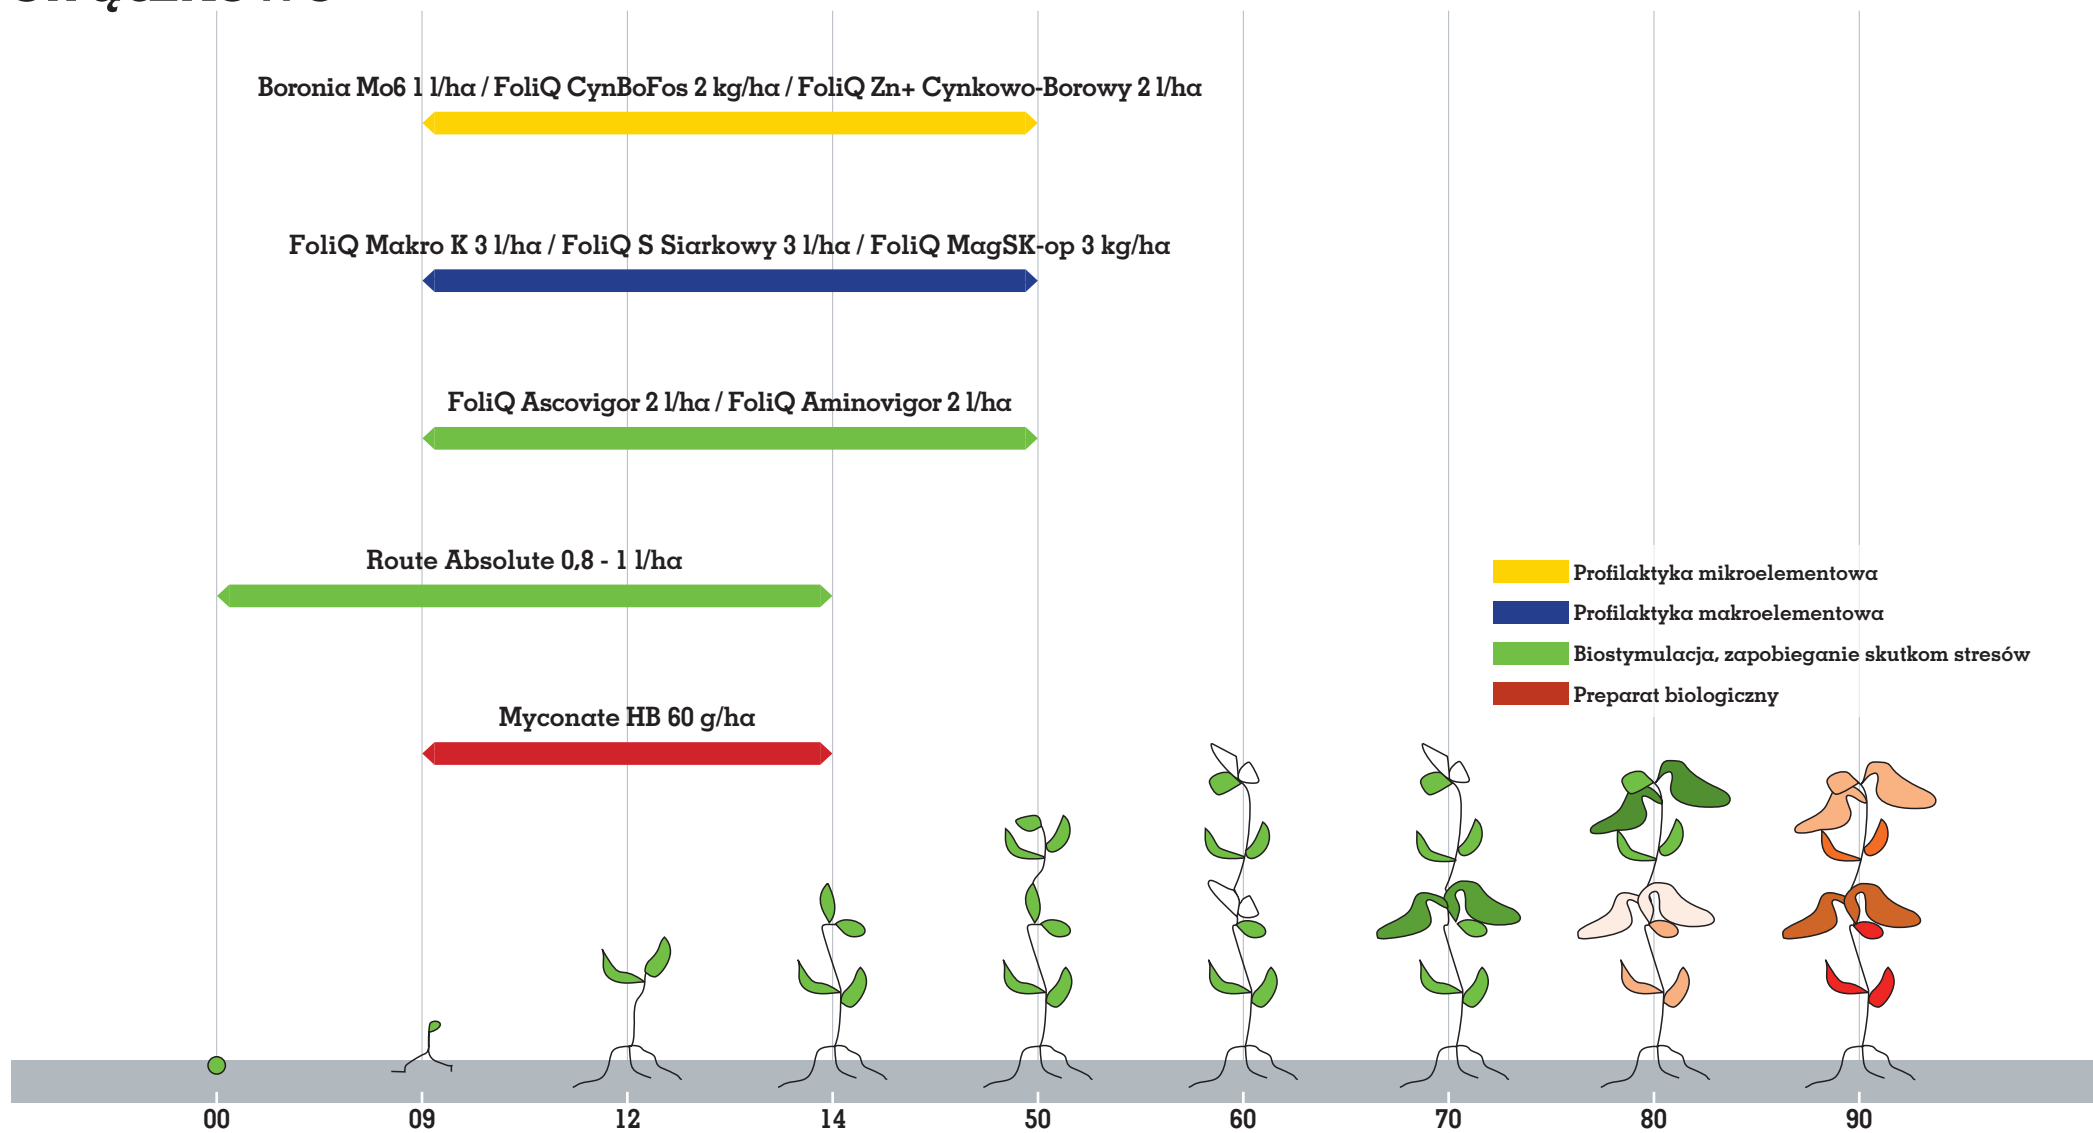 Boronia Mo6 1 l/ha / FoliQ CynBoFos 2 kg/ha / FoliQ Zn+ Cynkowo-Borowy 2 l/ha
FoliQ Makro K 3 l/ha / FoliQ S Siarkowy 3 l/ha / FoliQ MagSK-op 3 kg/ha
FoliQ Ascovigor 2 l/ha / FoliQ Aminovigor 2 l/ha
Route Absolute 0,8 - 1 l/ha
Myconate HB 60 g/ha
Profilaktyka mikroelementowa
Profilaktyka makroelementowa
Biostymulacja, zapobieganie skutkom stresów
Preparat biologiczny
00 09 12 14 50 60 70 80 90